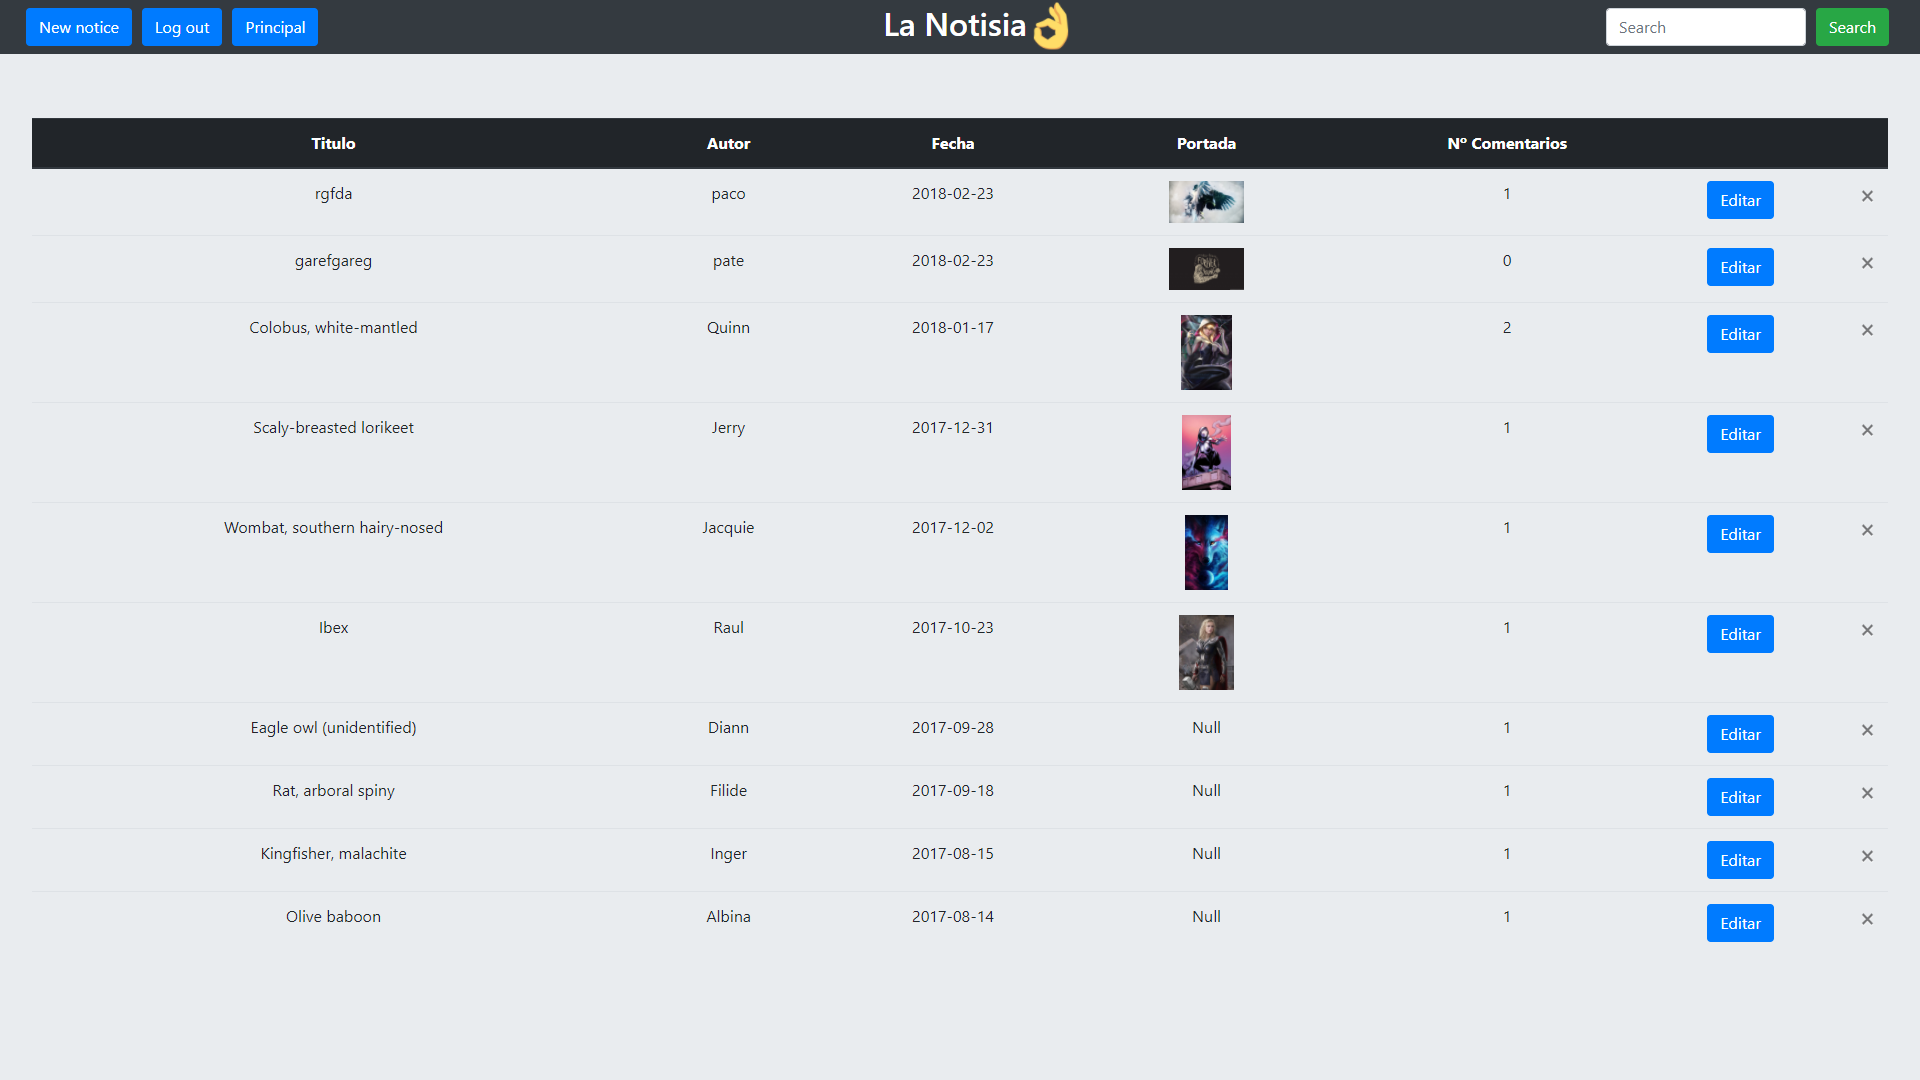 New notice Log out Principal La Notisia👌 Search Search
Titulo Autor Fecha Portada Nº Comentarios
rgfda paco 2018-02-23 1 Editar ×
garefgareg pate 2018-02-23 0 Editar ×
Colobus, white-mantled Quinn 2018-01-17 2 Editar ×
Scaly-breasted lorikeet Jerry 2017-12-31 1 Editar ×
Wombat, southern hairy-nosed Jacquie 2017-12-02 1 Editar ×
Ibex Raul 2017-10-23 1 Editar ×
Eagle owl (unidentified) Diann 2017-09-28 Null 1 Editar ×
Rat, arboral spiny Filide 2017-09-18 Null 1 Editar ×
Kingfisher, malachite Inger 2017-08-15 Null 1 Editar ×
Olive baboon Albina 2017-08-14 Null 1 Editar ×